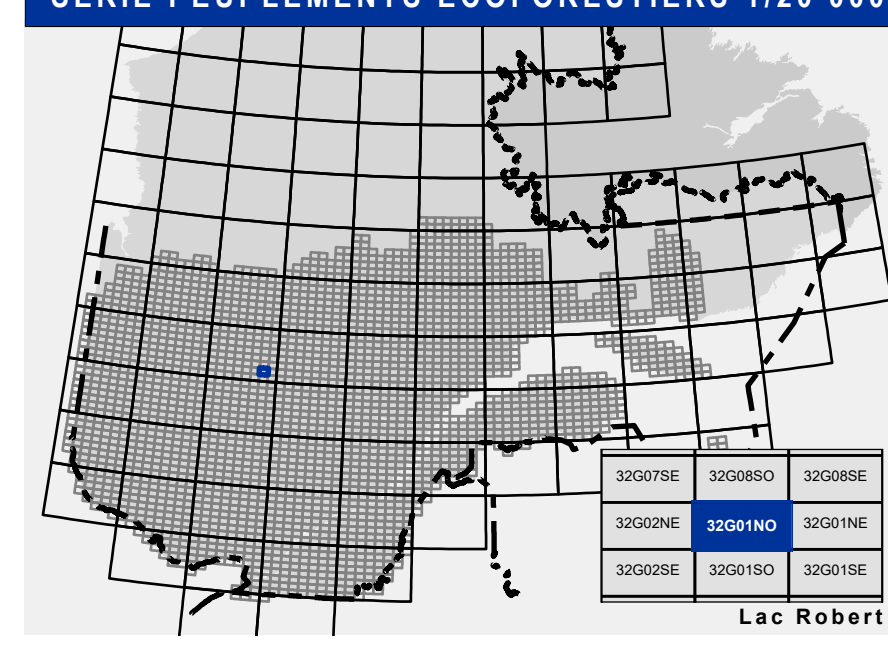 SÉRIE PEUPLEMENTS ÉCOFORESTIERS 1/20 000
32G07SE 32G08SO 32G08SE
32G02NE 32G01NO 32G01NE
32G02SE 32G01SO 32G01SE
Lac Robert